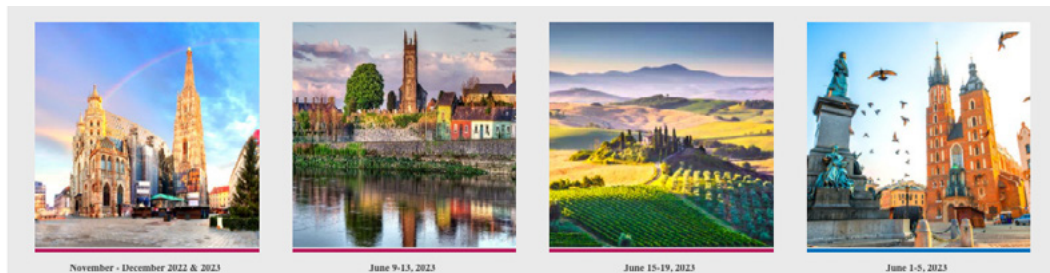 November - December 2022 & 2023
June 9-13, 2023
June 15-19, 2023
June 1-5, 2023